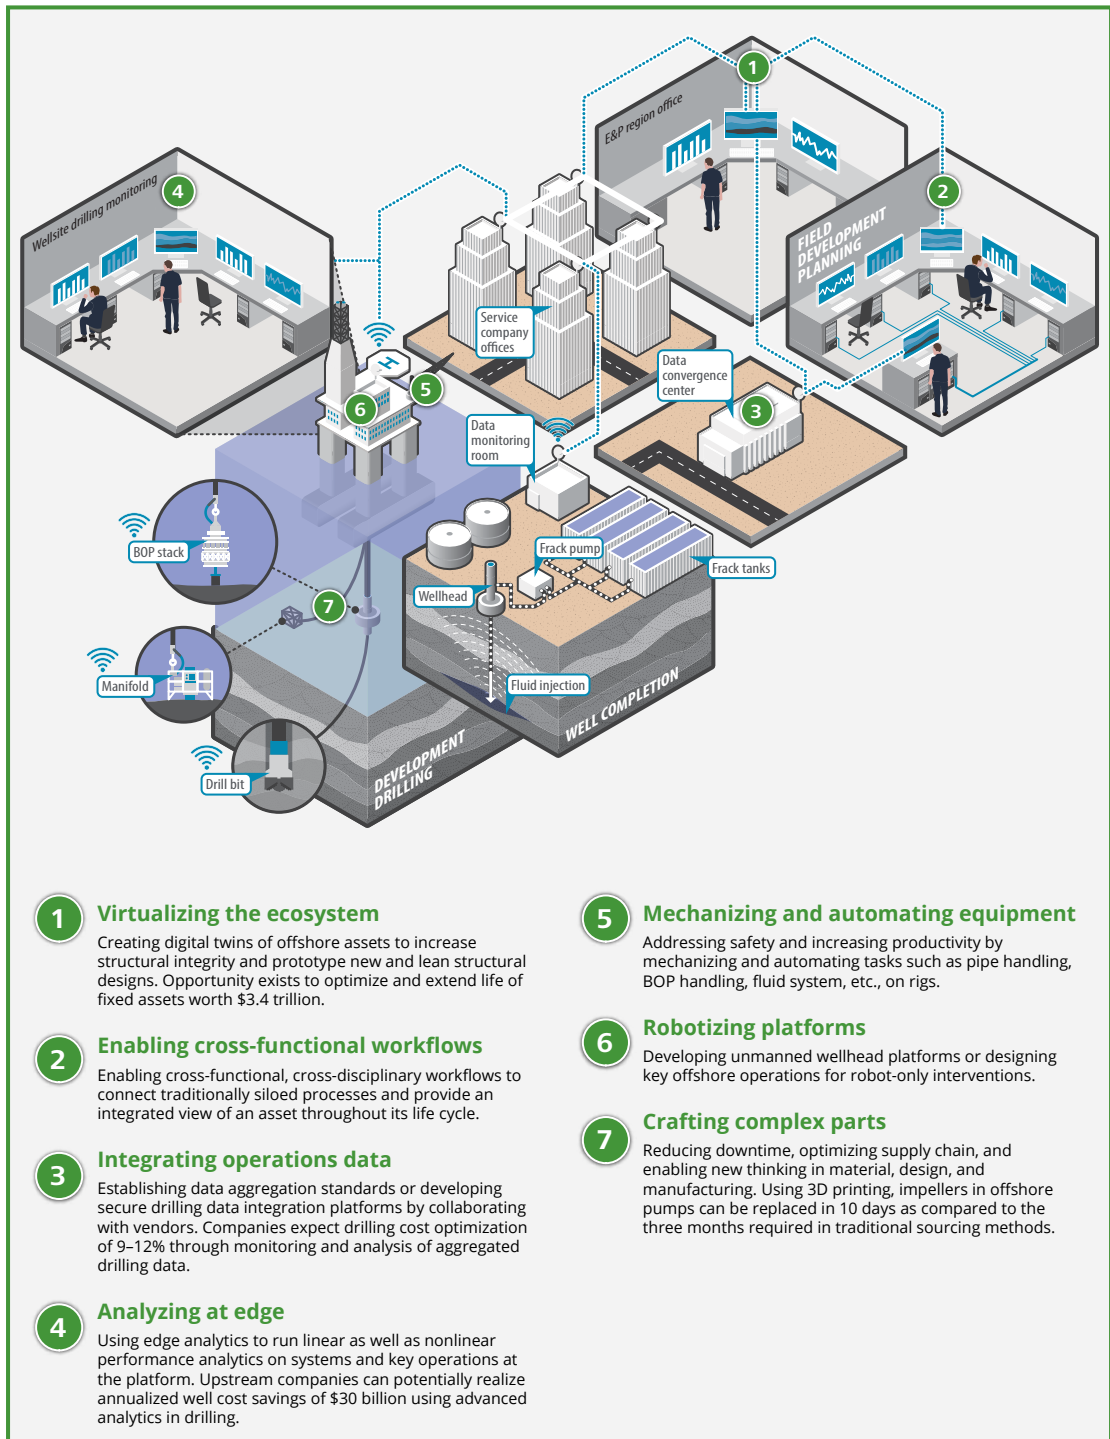 1
E&P region office
4
Wellsite drilling monitoring
2
FIELD
DEVELOPMENT
PLANNING
Service
company
offices
Data
convergence
center
3
H
5
6
Data
monitoring
room
BOP stack
Frack pump
Frack tanks
Wellhead
7
Manifold
Fluid injection
WELL COMPLETION
DEVELOPMENT
DRILLING
Drill bit
1
Virtualizing the ecosystem
Creating digital twins of offshore assets to increase
structural integrity and prototype new and lean structural
designs. Opportunity exists to optimize and extend life of
fixed assets worth $3.4 trillion.
2
Enabling cross-functional workflows
Enabling cross-functional, cross-disciplinary workflows to
connect traditionally siloed processes and provide an
integrated view of an asset throughout its life cycle.
3
Integrating operations data
Establishing data aggregation standards or developing
secure drilling data integration platforms by collaborating
with vendors. Companies expect drilling cost optimization
of 9–12% through monitoring and analysis of aggregated
drilling data.
4
Analyzing at edge
Using edge analytics to run linear as well as nonlinear
performance analytics on systems and key operations at
the platform. Upstream companies can potentially realize
annualized well cost savings of $30 billion using advanced
analytics in drilling.
5
Mechanizing and automating equipment
Addressing safety and increasing productivity by
mechanizing and automating tasks such as pipe handling,
BOP handling, fluid system, etc., on rigs.
6
Robotizing platforms
Developing unmanned wellhead platforms or designing
key offshore operations for robot-only interventions.
7
Crafting complex parts
Reducing downtime, optimizing supply chain, and
enabling new thinking in material, design, and
manufacturing. Using 3D printing, impellers in offshore
pumps can be replaced in 10 days as compared to the
three months required in traditional sourcing methods.